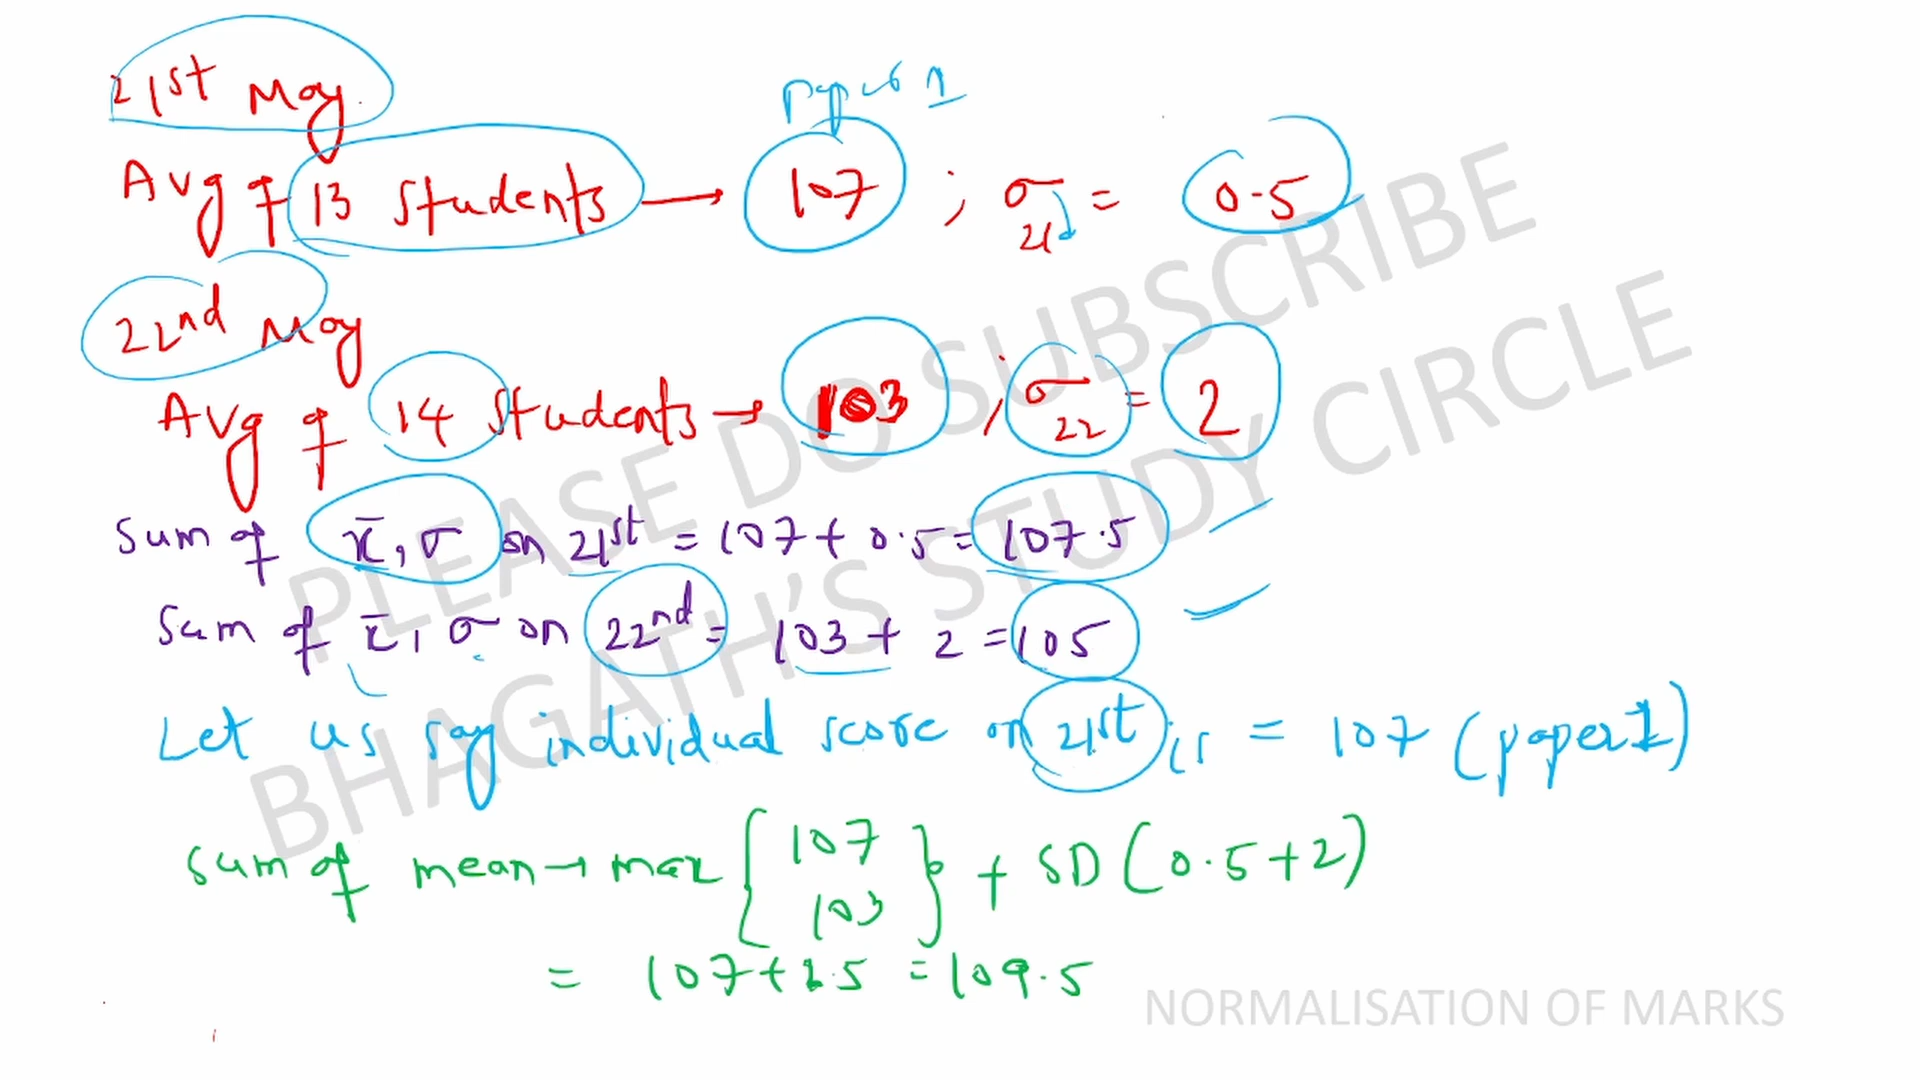 21st May
Paper 1
Avg of 13 Students → 107 ; σ21 = 0.5
22nd May
Avg of 14 Students → 103 ; σ22 = 2
Sum of x̄, σ on 21st = 107 + 0.5 = 107.5
Sum of x̄, σ on 22nd = 103 + 2 = 105
Let us say individual score on 21st is = 107 (paper 1)
Sum of mean → max { 107 103 } + SD (0.5+2)
= 107 + 2.5 = 109.5
PLEASE DO SUBSCRIBE
BHAGATH'S STUDY CIRCLE
NORMALISATION OF MARKS